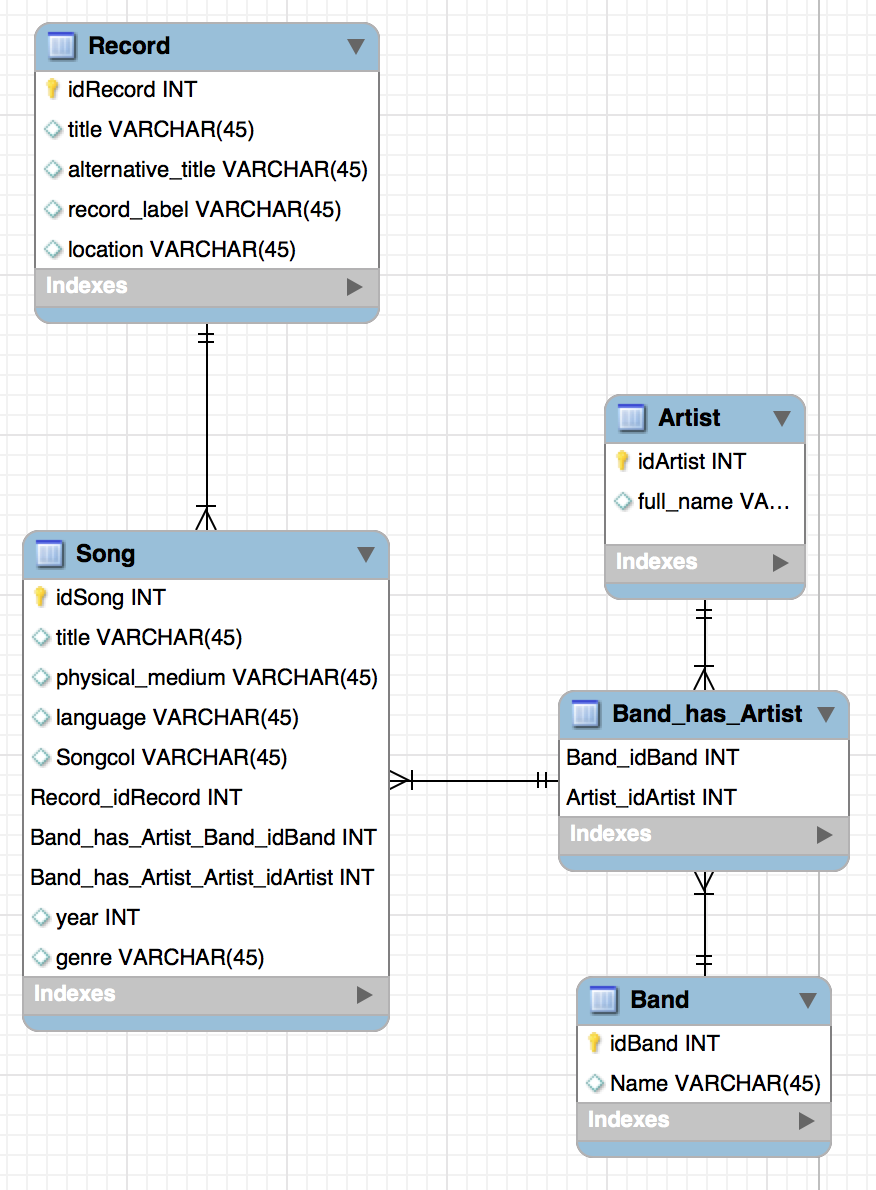 Record
idRecord INT
title VARCHAR(45)
alternative_title VARCHAR(45)
record_label VARCHAR(45)
location VARCHAR(45)
Indexes
Artist
idArtist INT
full_name VA...
Indexes
Song
idSong INT
title VARCHAR(45)
physical_medium VARCHAR(45)
language VARCHAR(45)
Songcol VARCHAR(45)
Record_idRecord INT
Band_has_Artist_Band_idBand INT
Band_has_Artist_Artist_idArtist INT
year INT
genre VARCHAR(45)
Indexes
Band_has_Artist
Band_idBand INT
Artist_idArtist INT
Indexes
Band
idBand INT
Name VARCHAR(45)
Indexes